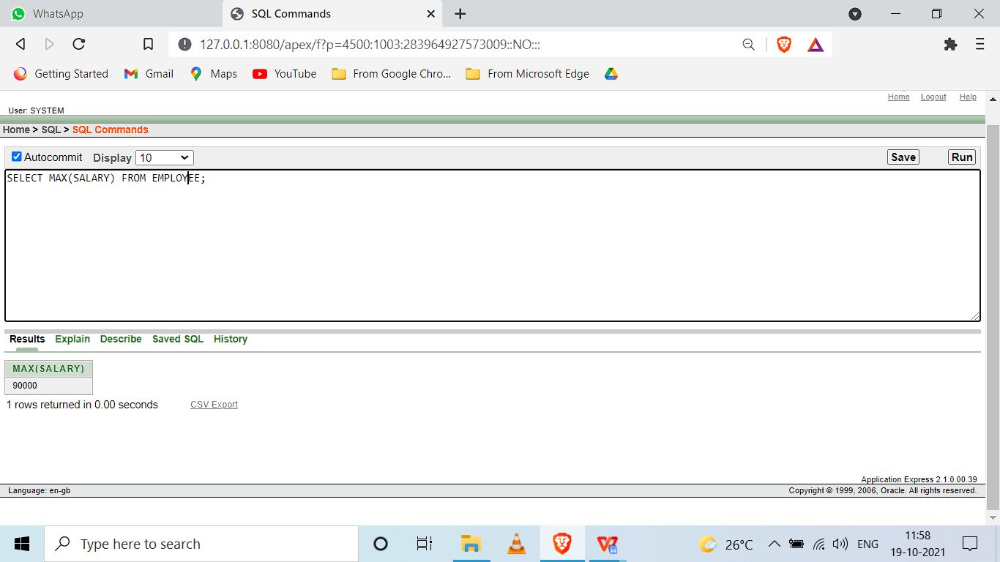 WhatsApp
SQL Commands
127.0.0.1:8080/apex/f?p=4500:1003:283964927573009::NO:::
Getting Started Gmail Maps YouTube From Google Chro... From Microsoft Edge
Home Logout Help
User: SYSTEM
Home > SQL > SQL Commands
Autocommit Display 10 Save Run
SELECT MAX(SALARY) FROM EMPLOYEE;
Results Explain Describe Saved SQL History
MAX(SALARY)
90000
1 rows returned in 0.00 seconds CSV Export
Application Express 2.1.0.00.39
Language: en-gb Copyright © 1999, 2006, Oracle. All rights reserved.
Type here to search
26°C ENG
11:58
19-10-2021